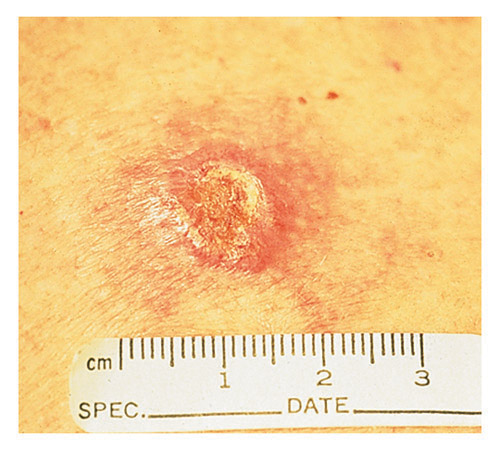 cm 1 2 3
SPEC. DATE